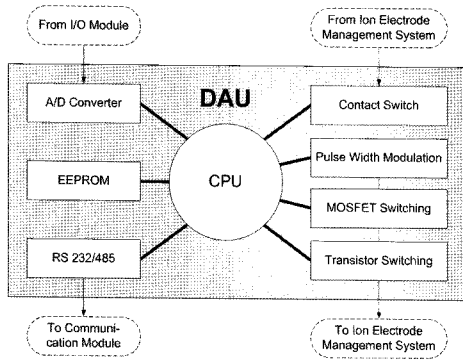 From I/O Module
From Ion Electrode
Management System
DAU
A/D Converter
Contact Switch
Pulse Width Modulation
EEPROM
CPU
MOSFET Switching
RS 232/485
Transistor Switching
To Communi-
cation Module
To Ion Electrode
Management System